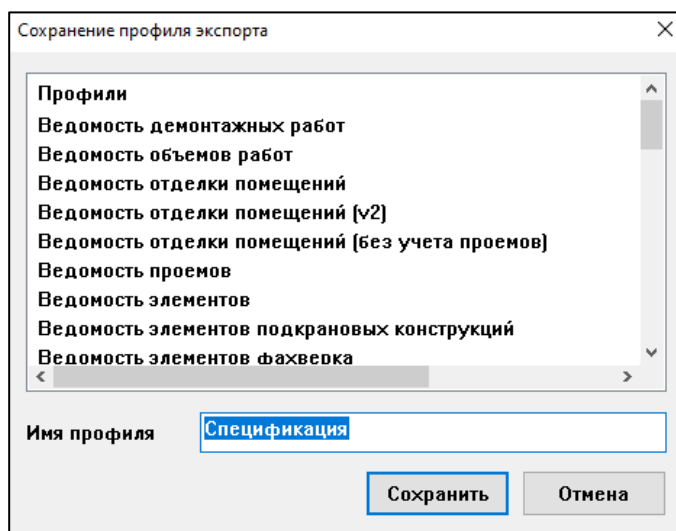 Сохранение профиля экспорта
Профили
Ведомость демонтажных работ
Ведомость объемов работ
Ведомость отделки помещений
Ведомость отделки помещений (v2)
Ведомость отделки помещений (без учета проемов)
Ведомость проемов
Ведомость элементов
Ведомость элементов подкрановых конструкций
Ведомость элементов фахверка
Имя профиля
Спецификация
Сохранить
Отмена